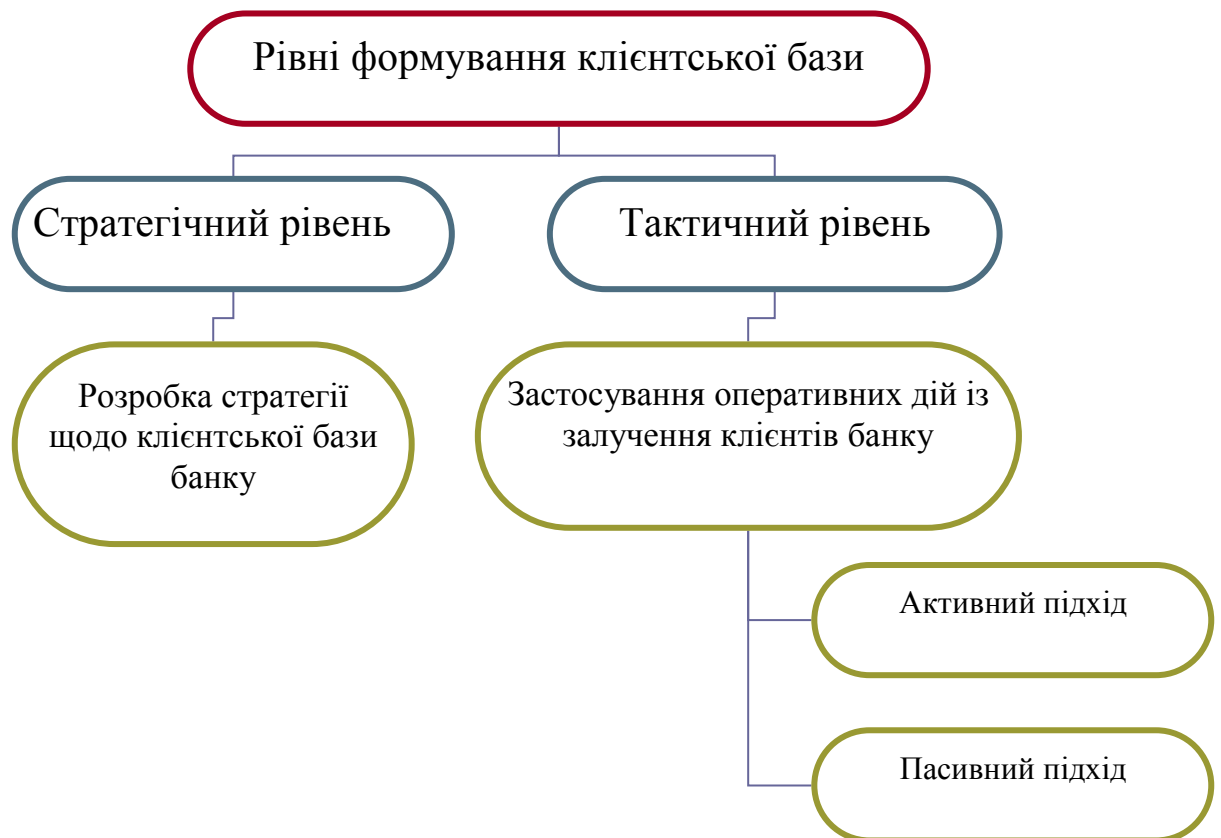 Рівні формування клієнтської бази
Стратегічний рівень
Тактичний рівень
Розробка стратегії
щодо клієнтської бази
банку
Застосування оперативних дій із
залучення клієнтів банку
Активний підхід
Пасивний підхід